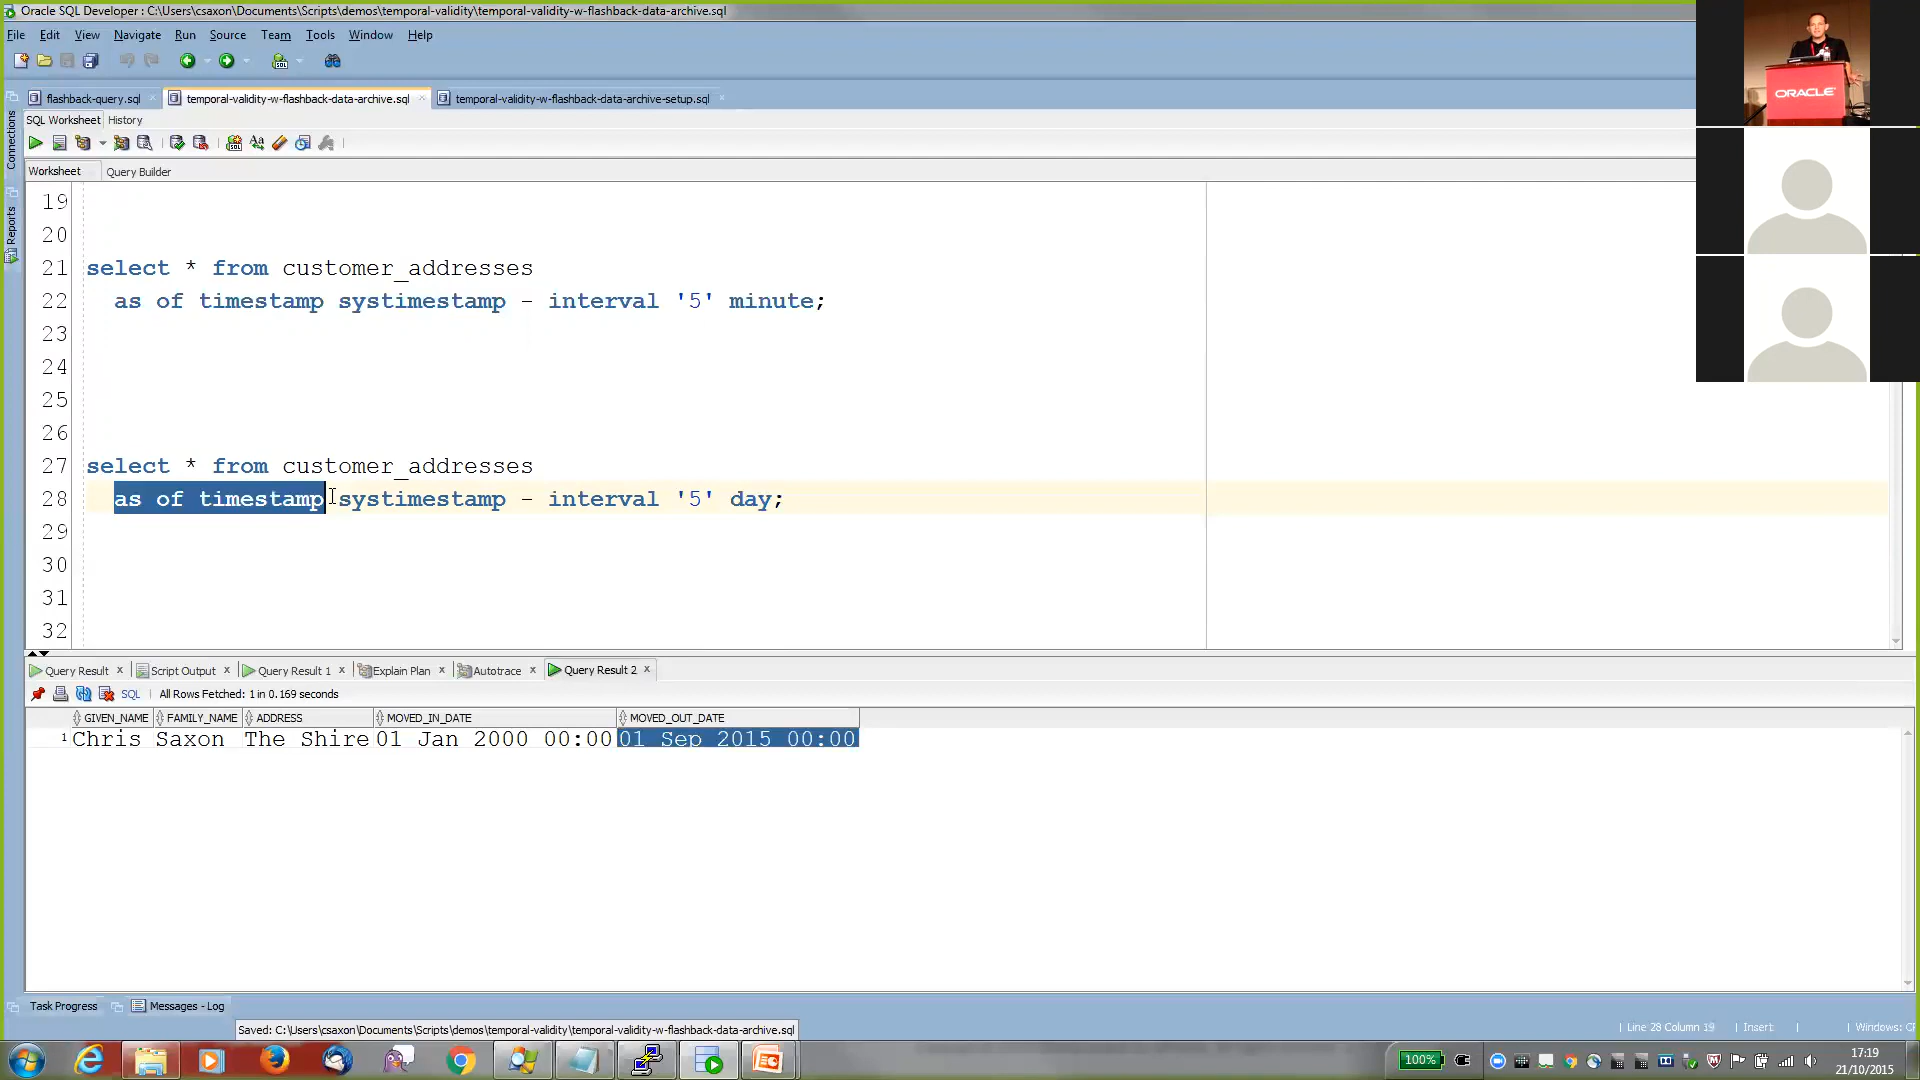 Oracle SQL Developer : C:\Users\csaxon\Documents\Scripts\demos\temporal-validity\temporal-validity-w-flashback-data-archive.sql
File Edit View Navigate Run Source Team Tools Window Help
flashback-query.sql temporal-validity-w-flashback-data-archive.sql temporal-validity-w-flashback-data-archive-setup.sql
SQL Worksheet History
Worksheet Query Builder
Connections
Reports
ORACLE
19
20
21 select * from customer_addresses
22 as of timestamp systimestamp - interval '5' minute;
23
24
25
26
27 select * from customer_addresses
28 as of timestamp systimestamp - interval '5' day;
29
30
31
32
Query Result Script Output Query Result 1 Explain Plan Autotrace Query Result 2
SQL All Rows Fetched: 1 in 0.169 seconds
GIVEN_NAME FAMILY_NAME ADDRESS MOVED_IN_DATE MOVED_OUT_DATE
1 Chris Saxon The Shire 01 Jan 2000 00:00 01 Sep 2015 00:00
Task Progress Messages - Log
Saved: C:\Users\csaxon\Documents\Scripts\demos\temporal-validity\temporal-validity-w-flashback-data-archive.sql
Line 28 Column 19 Insert Windows:
100%
17:19
21/10/2015